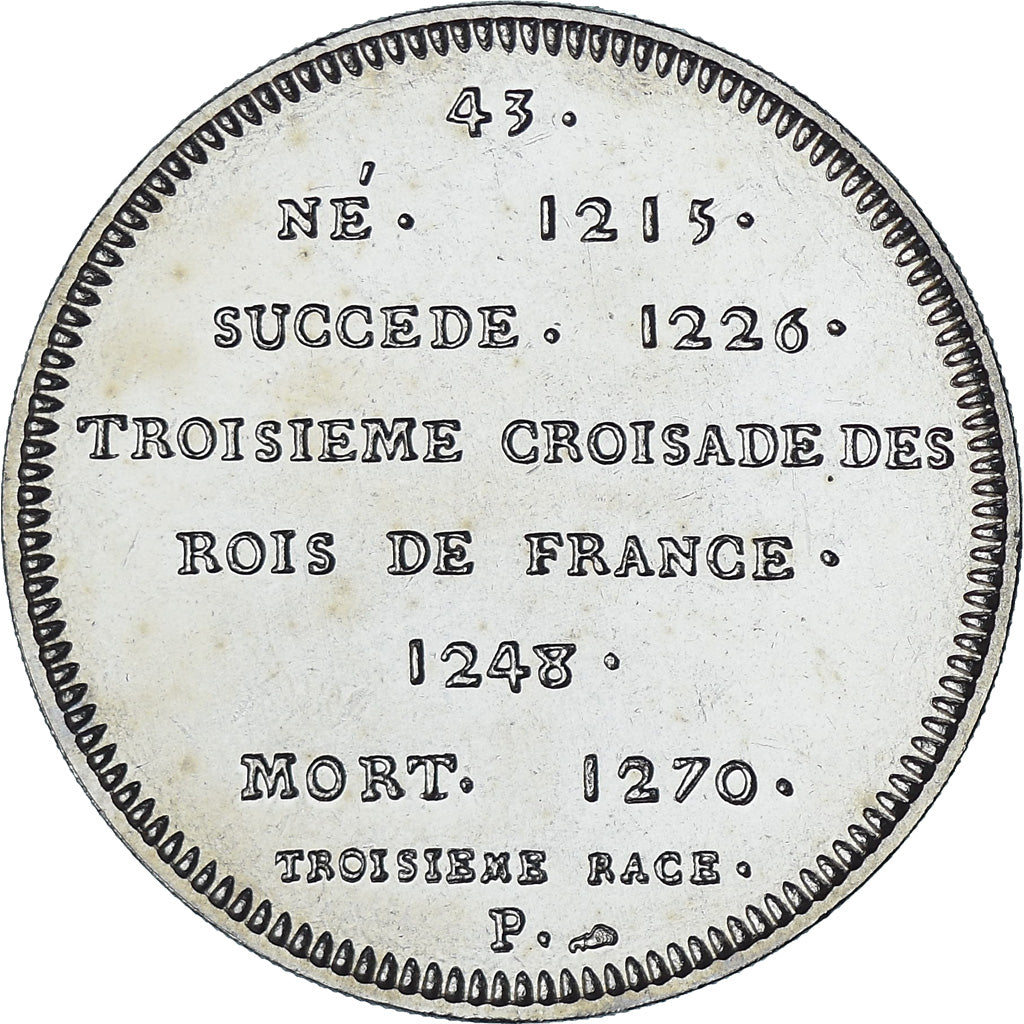 43.
NÉ. 1215.
SUCCEDE. 1226.
TROISIEME CROISADE DES
ROIS DE FRANCE.
1248.
MORT. 1270.
TROISIEME RACE.
P.